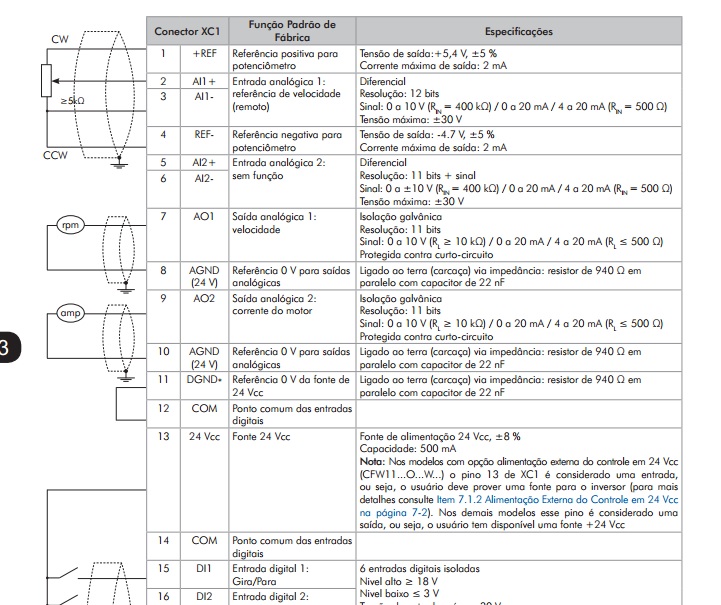 Conector XC1
Função Padrão de
Fábrica
Especificações
CW
≥5kΩ
CCW
1
+REF
Referência positiva para
potenciômetro
Tensão de saída:+5,4 V, ±5 %
Corrente máxima de saída: 2 mA
2
AI1+
3
AI1-
Entrada analógica 1:
referência de velocidade
(remoto)
Diferencial
Resolução: 12 bits
Sinal: 0 a 10 V (RIN = 400 kΩ) / 0 a 20 mA / 4 a 20 mA (RIN = 500 Ω)
Tensão máxima: ±30 V
4
REF-
Referência negativa para
potenciômetro
Tensão de saída: -4.7 V, ±5 %
Corrente máxima de saída: 2 mA
5
AI2+
6
AI2-
Entrada analógica 2:
sem função
Diferencial
Resolução: 11 bits + sinal
Sinal: 0 a ±10 V (RIN = 400 kΩ) / 0 a 20 mA / 4 a 20 mA (RIN = 500 Ω)
Tensão máxima: ±30 V
rpm
7
AO1
Saída analógica 1:
velocidade
Isolação galvânica
Resolução: 11 bits
Sinal: 0 a 10 V (RL ≥ 10 kΩ) / 0 a 20 mA / 4 a 20 mA (RL ≤ 500 Ω)
Protegida contra curto-circuito
8
AGND
(24 V)
Referência 0 V para saídas
analógicas
Ligado ao terra (carcaça) via impedância: resistor de 940 Ω em
paralelo com capacitor de 22 nF
amp
9
AO2
Saída analógica 2:
corrente do motor
Isolação galvânica
Resolução: 11 bits
Sinal: 0 a 10 V (RL ≥ 10 kΩ) / 0 a 20 mA / 4 a 20 mA (RL ≤ 500 Ω)
Protegida contra curto-circuito
3
10
AGND
(24 V)
Referência 0 V para saídas
analógicas
Ligado ao terra (carcaça) via impedância: resistor de 940 Ω em
paralelo com capacitor de 22 nF
11
DGND*
Referência 0 V da fonte de
24 Vcc
Ligado ao terra (carcaça) via impedância: resistor de 940 Ω em
paralelo com capacitor de 22 nF
12
COM
Ponto comum das entradas
digitais
13
24 Vcc
Fonte 24 Vcc
Fonte de alimentação 24 Vcc, ±8 %
Capacidade: 500 mA
Nota: Nos modelos com opção alimentação externa do controle em 24 Vcc
(CFW11...O...W...) o pino 13 de XC1 é considerado uma entrada,
ou seja, o usuário deve prover uma fonte para o inversor (para mais
detalhes consulte Item 7.1.2 Alimentação Externa do Controle em 24 Vcc
na página 7-2). Nos demais modelos esse pino é considerado uma
saída, ou seja, o usuário tem disponível uma fonte +24 Vcc
14
COM
Ponto comum das entradas
digitais
15
DI1
Entrada digital 1:
Gira/Para
6 entradas digitais isoladas
Nivel alto ≥ 18 V
Nivel baixo ≤ 3 V
16
DI2
Entrada digital 2: